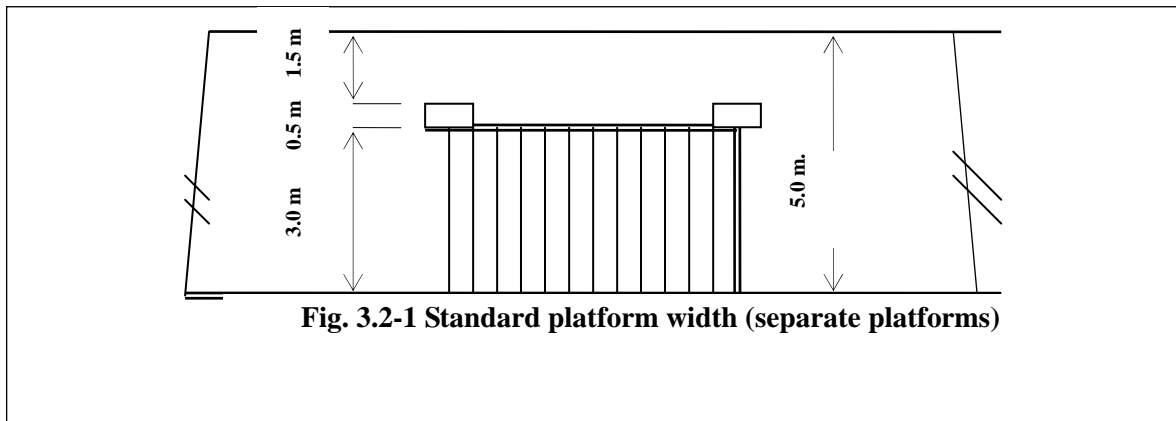 1.5 m
0.5 m
3.0 m
5.0 m.
Fig. 3.2-1 Standard platform width (separate platforms)